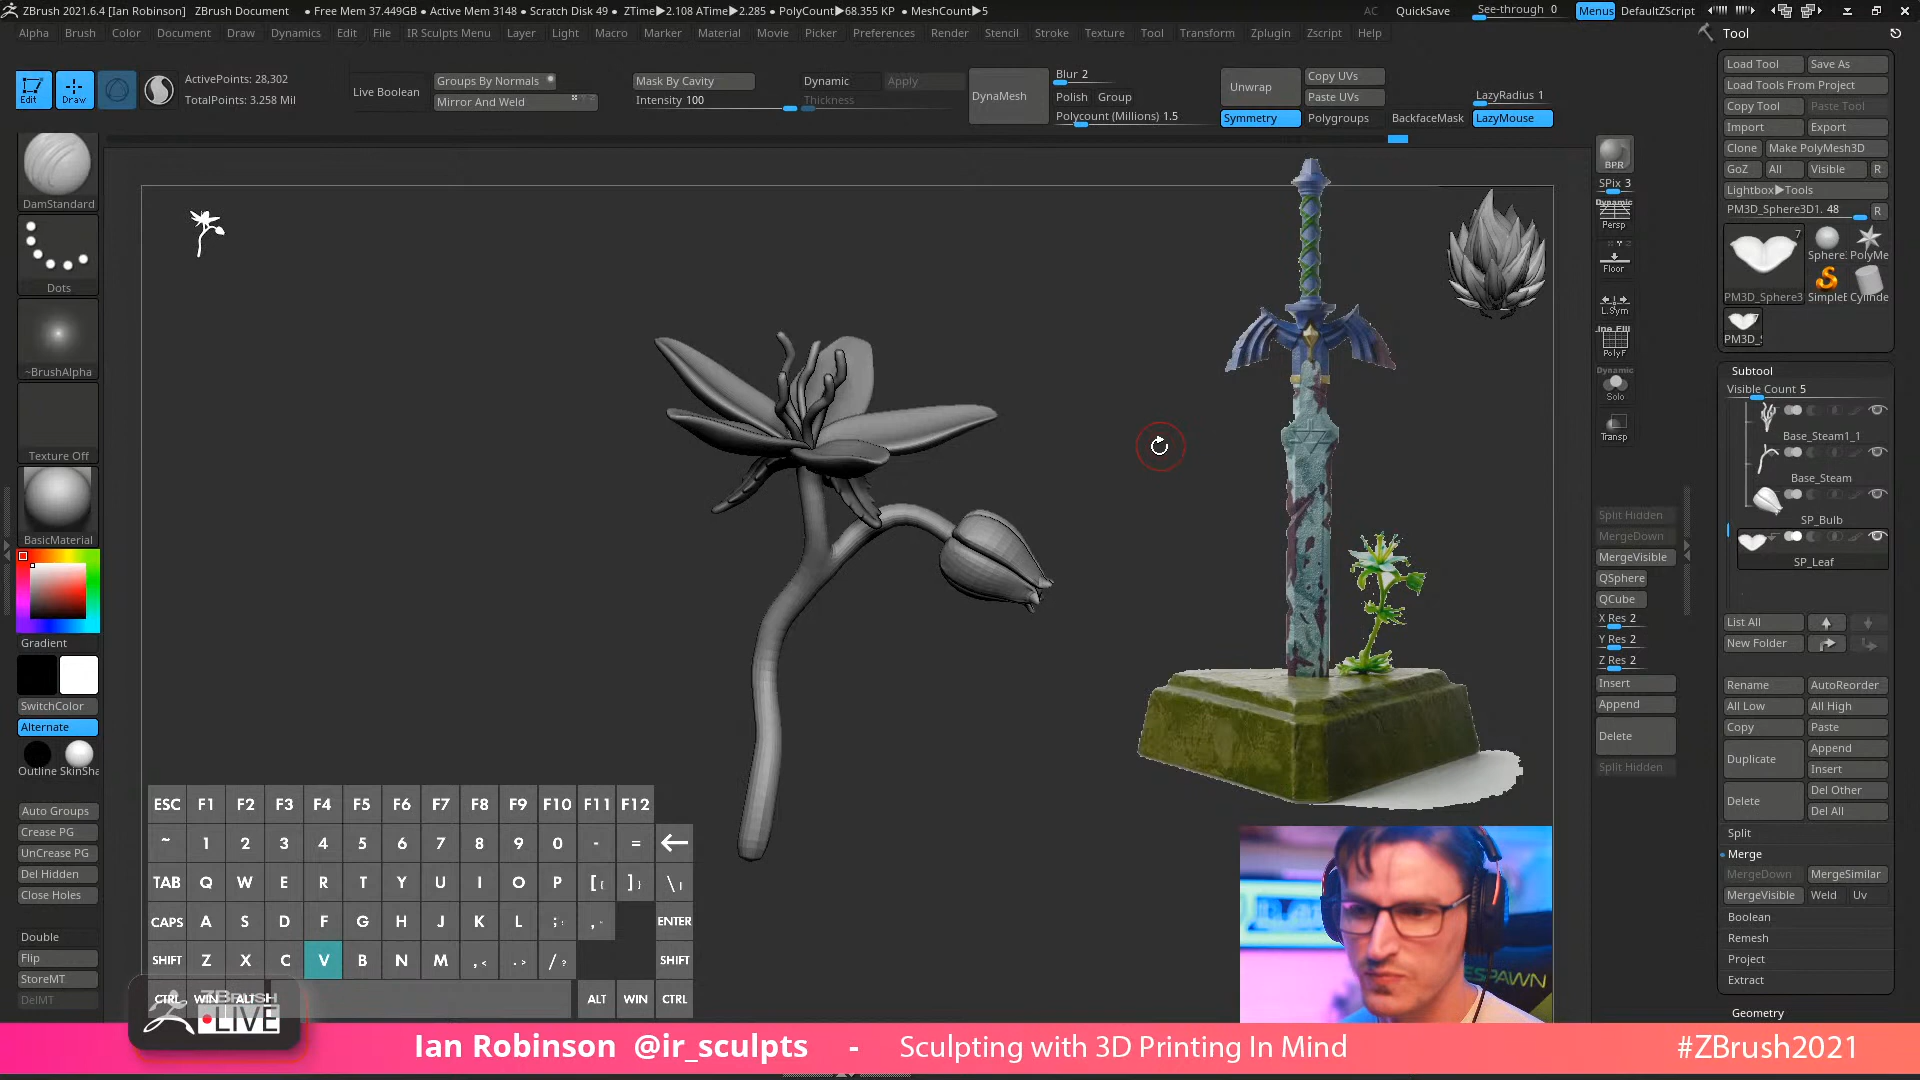 ZBrush 2021.6.4 [Ian Robinson] ZBrush Document • Free Mem 37.449GB • Active Mem 3148 • Scratch Disk 49 • ZTime▶2.108 ATime▶2.285 • PolyCount▶68.355 KP • MeshCount▶5 AC QuickSave See-through 0 Menus DefaultZScript
Alpha Brush Color Document Draw Dynamics Edit File IR Sculpts Menu Layer Light Macro Marker Material Movie Picker Preferences Render Stencil Stroke Texture Tool Transform Zplugin Zscript Help
Edit Draw
ActivePoints: 28,302
TotalPoints: 3.258 Mil
Live Boolean
Groups By Normals
Mirror And Weld
Mask By Cavity
Intensity 100
Dynamic Apply
Thickness
DynaMesh
Blur 2
Polish Group
Polycount (Millions) 1.5
Unwrap
Copy UVs
Paste UVs
Symmetry Polygroups BackfaceMask
LazyRadius 1
LazyMouse
DamStandard
Dots
~BrushAlpha
Texture Off
BasicMaterial
Gradient
SwitchColor
Alternate
Outline SkinSha
Auto Groups
Crease PG
UnCrease PG
Del Hidden
Close Holes
Double
Flip
StoreMT
DelMT
ESC F1 F2 F3 F4 F5 F6 F7 F8 F9 F10 F11 F12
~ 1 2 3 4 5 6 7 8 9 0 - =
TAB Q W E R T Y U I O P [ { ] } \ |
CAPS A S D F G H J K L ; : ENTER
SHIFT Z X C V B N M , < . > / ? SHIFT
CTRL WIN ALT ALT WIN CTRL
ZBRUSH
LIVE
ESPAWN
BPR
SPix 3
Dynamic
Persp
Floor
L.Sym
Line Fill
PolyF
Dynamic
Solo
Transp
Split Hidden
MergeDown
MergeVisible
QSphere
QCube
X Res 2
Y Res 2
Z Res 2
Insert
Append
Delete
Split Hidden
Tool
Load Tool Save As
Load Tools From Project
Copy Tool Paste Tool
Import Export
Clone Make PolyMesh3D
GoZ All Visible R
Lightbox▶Tools
PM3D_Sphere3D1. 48 R
7
Sphere. PolyMe
PM3D_Sphere3 SimpleB Cylinde
PM3D_S
Subtool
Visible Count 5
Base_Steam1_1
Base_Steam
SP_Bulb
SP_Leaf
List All
New Folder
Rename AutoReorder
All Low All High
Copy Paste
Duplicate Append
Insert
Delete Del Other
Del All
Split
Merge
MergeDown MergeSimilar
MergeVisible Weld Uv
Boolean
Remesh
Project
Extract
Geometry
Ian Robinson @ir_sculpts - Sculpting with 3D Printing In Mind #ZBrush2021